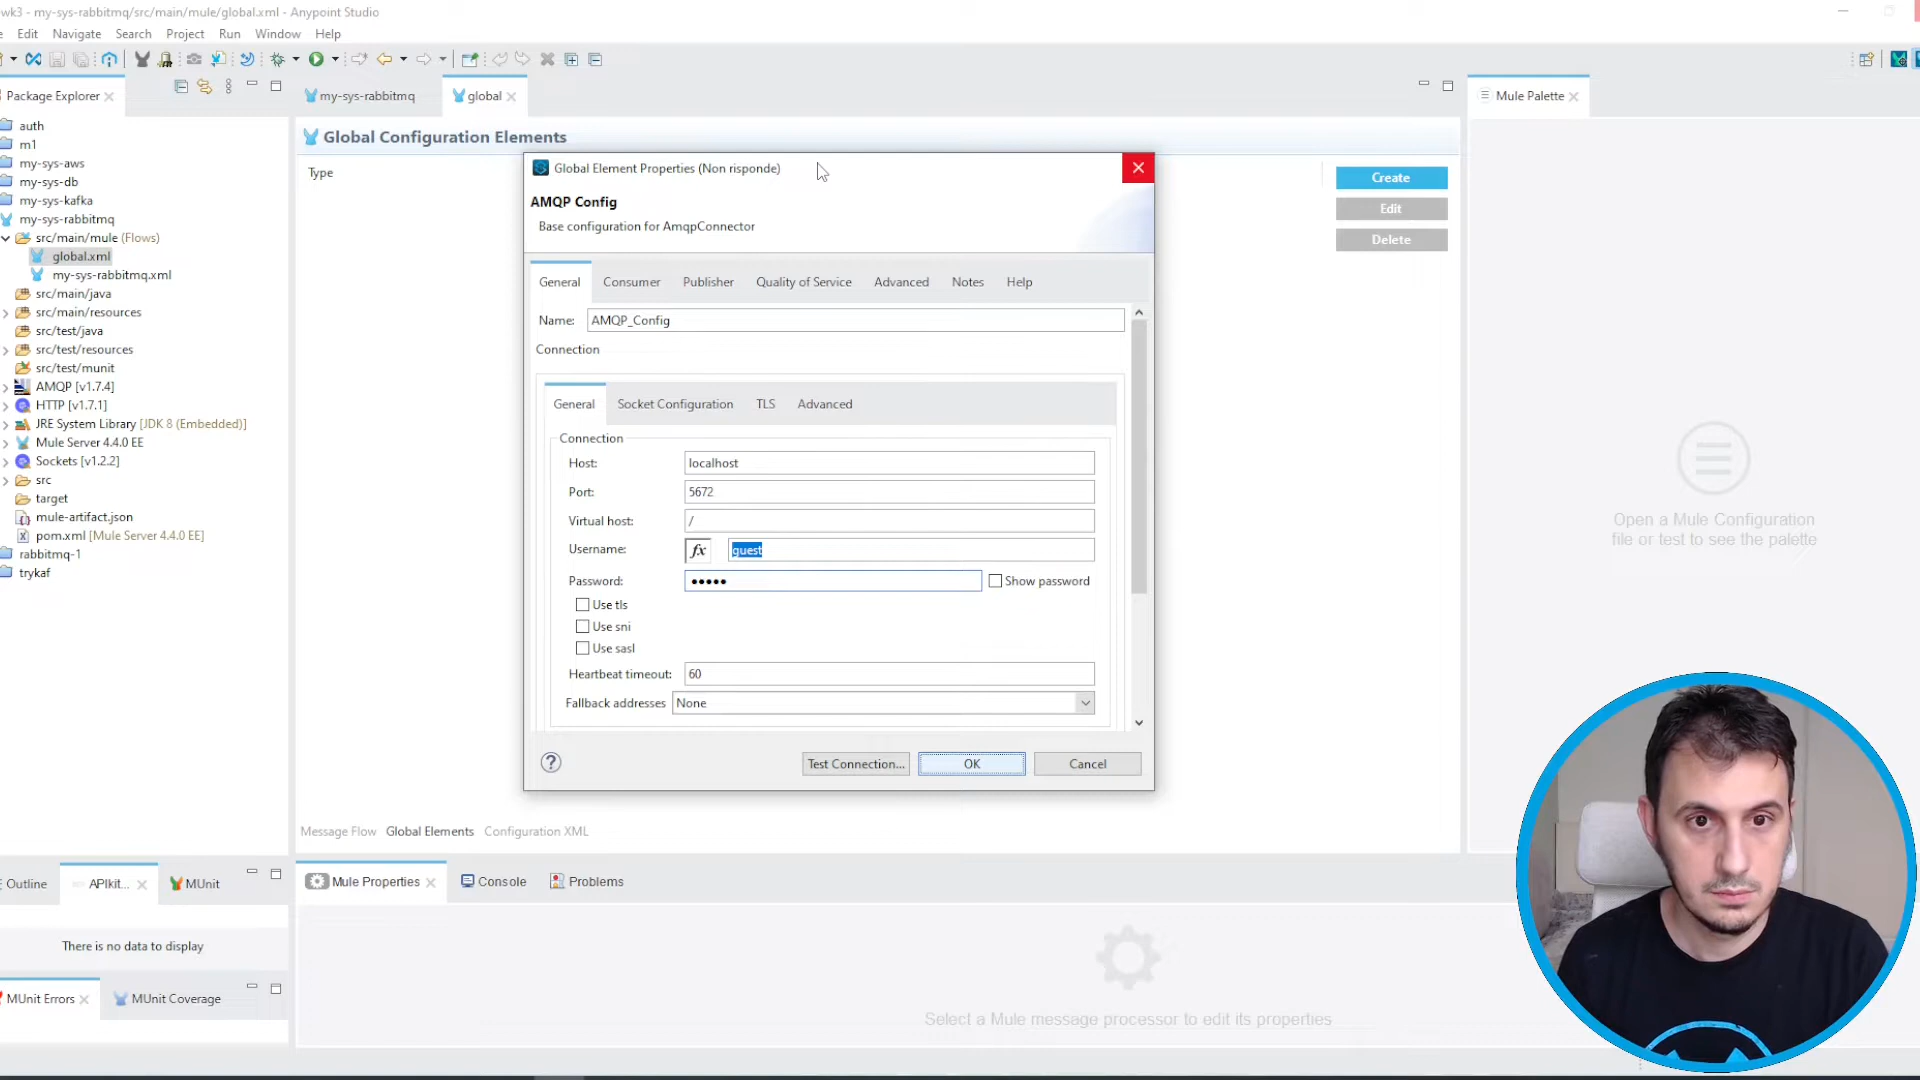 wk3 - my-sys-rabbitmq/src/main/mule/global.xml - Anypoint Studio
Edit Navigate Search Project Run Window Help
Package Explorer
my-sys-rabbitmq
global
Mule Palette
auth
m1
my-sys-aws
my-sys-db
my-sys-kafka
my-sys-rabbitmq
src/main/mule (Flows)
global.xml
my-sys-rabbitmq.xml
src/main/java
src/main/resources
src/test/java
src/test/resources
src/test/munit
AMQP [v1.7.4]
HTTP [v1.7.1]
JRE System Library [JDK 8 (Embedded)]
Mule Server 4.4.0 EE
Sockets [v1.2.2]
src
target
mule-artifact.json
pom.xml [Mule Server 4.4.0 EE]
rabbitmq-1
trykaf
Global Configuration Elements
Type
Create
Edit
Delete
Global Element Properties (Non risponde)
AMQP Config
Base configuration for AmqpConnector
General Consumer Publisher Quality of Service Advanced Notes Help
Name: AMQP_Config
Connection
General Socket Configuration TLS Advanced
Connection
Host: localhost
Port: 5672
Virtual host: /
Username: fx guest
Password: ••••• Show password
Use tls
Use sni
Use sasl
Heartbeat timeout: 60
Fallback addresses None
? Test Connection... OK Cancel
Open a Mule Configuration
file or test to see the palette
Message Flow Global Elements Configuration XML
Outline APIkit... MUnit
There is no data to display
MUnit Errors MUnit Coverage
Mule Properties Console Problems
Select a Mule message processor to edit its properties